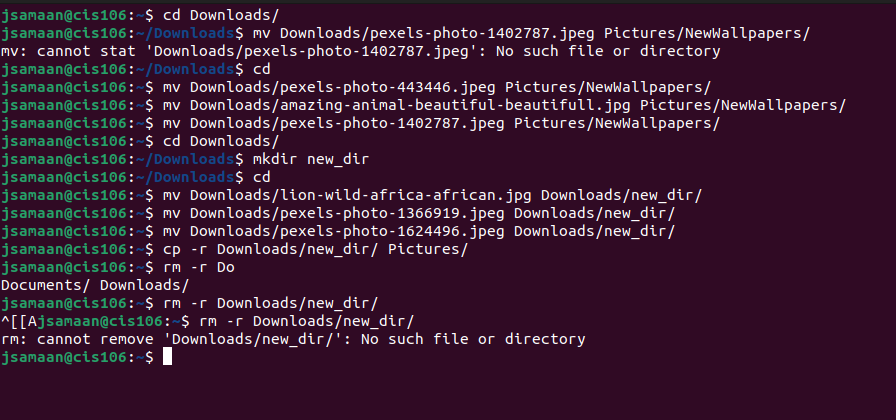 jsamaan@cis106:~$ cd Downloads/
jsamaan@cis106:~/Downloads$ mv Downloads/pexels-photo-1402787.jpeg Pictures/NewWallpapers/
mv: cannot stat 'Downloads/pexels-photo-1402787.jpeg': No such file or directory
jsamaan@cis106:~/Downloads$ cd
jsamaan@cis106:~$ mv Downloads/pexels-photo-443446.jpeg Pictures/NewWallpapers/
jsamaan@cis106:~$ mv Downloads/amazing-animal-beautiful-beautifull.jpg Pictures/NewWallpapers/
jsamaan@cis106:~$ mv Downloads/pexels-photo-1402787.jpeg Pictures/NewWallpapers/
jsamaan@cis106:~$ cd Downloads/
jsamaan@cis106:~/Downloads$ mkdir new_dir
jsamaan@cis106:~/Downloads$ cd
jsamaan@cis106:~$ mv Downloads/lion-wild-africa-african.jpg Downloads/new_dir/
jsamaan@cis106:~$ mv Downloads/pexels-photo-1366919.jpeg Downloads/new_dir/
jsamaan@cis106:~$ mv Downloads/pexels-photo-1624496.jpeg Downloads/new_dir/
jsamaan@cis106:~$ cp -r Downloads/new_dir/ Pictures/
jsamaan@cis106:~$ rm -r Do
Documents/ Downloads/
jsamaan@cis106:~$ rm -r Downloads/new_dir/
^[[Ajsamaan@cis106:~$ rm -r Downloads/new_dir/
rm: cannot remove 'Downloads/new_dir/': No such file or directory
jsamaan@cis106:~$